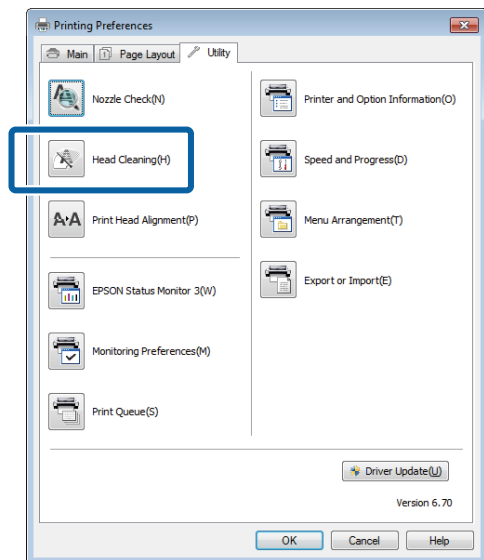 Printing Preferences
Main
Page Layout
Utility
Nozzle Check(N)
Head Cleaning(H)
Print Head Alignment(P)
EPSON Status Monitor 3(W)
Monitoring Preferences(M)
Print Queue(S)
Printer and Option Information(O)
Speed and Progress(D)
Menu Arrangement(T)
Export or Import(E)
Driver Update(U)
Version 6.70
OK
Cancel
Help